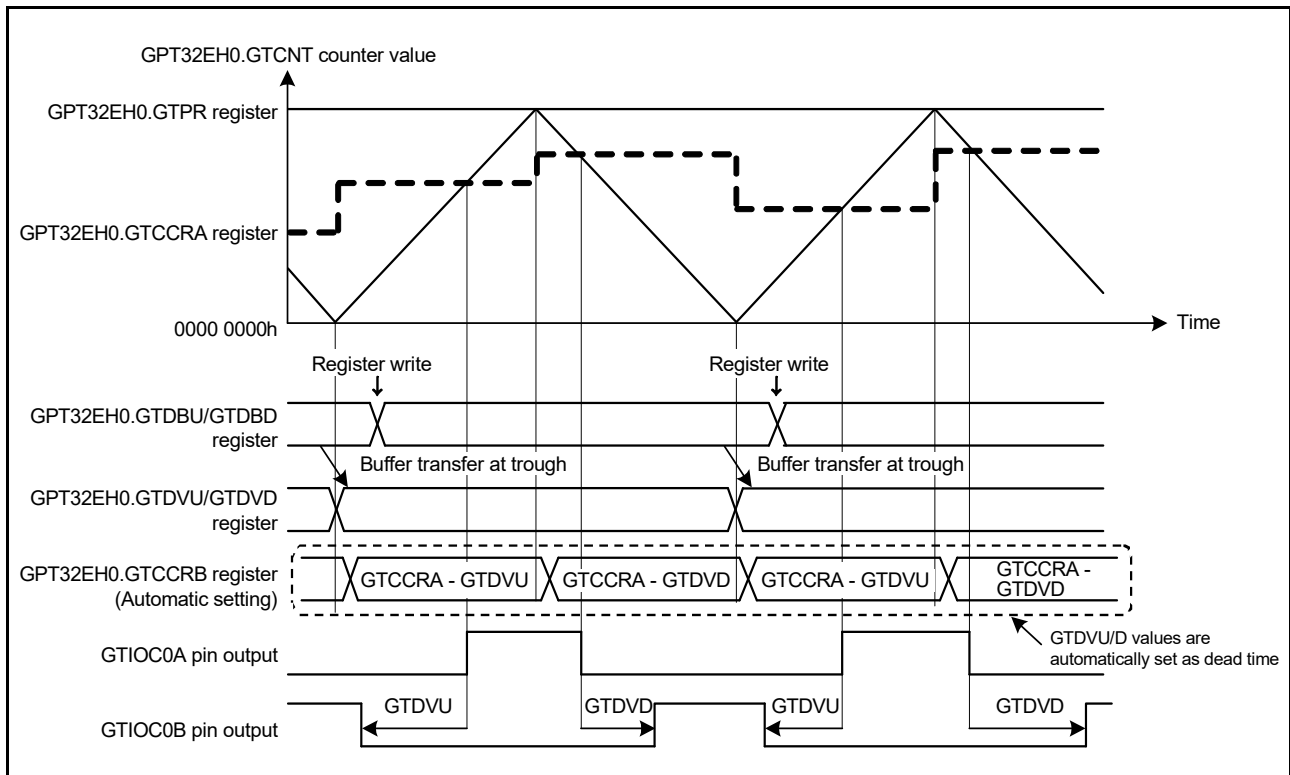 GPT32EH0.GTCNT counter value
GPT32EH0.GTPR register
GPT32EH0.GTCCRA register
0000 0000h
Time
Register write
Register write
GPT32EH0.GTDBU/GTDBD
register
Buffer transfer at trough
Buffer transfer at trough
GPT32EH0.GTDVU/GTDVD
register
GPT32EH0.GTCCRB register
(Automatic setting)
GTCCRA - GTDVU
GTCCRA - GTDVD
GTCCRA - GTDVU
GTCCRA -
GTDVD
GTDVU/D values are
automatically set as dead time
GTIOC0A pin output
GTDVU
GTDVD
GTDVU
GTDVD
GTIOC0B pin output